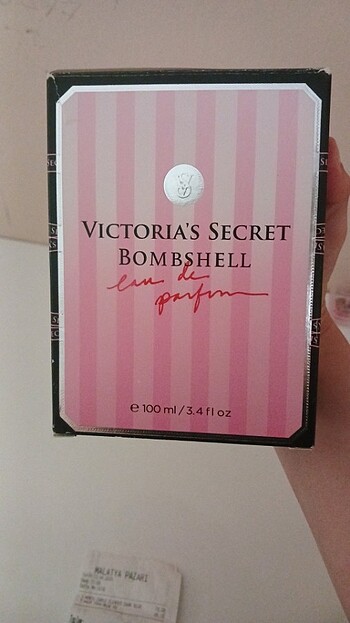 VICTORIA'S SECRET
BOMBSHELL
eau de
parfum
e 100 ml / 3.4 fl oz
MALATYA PAZARI